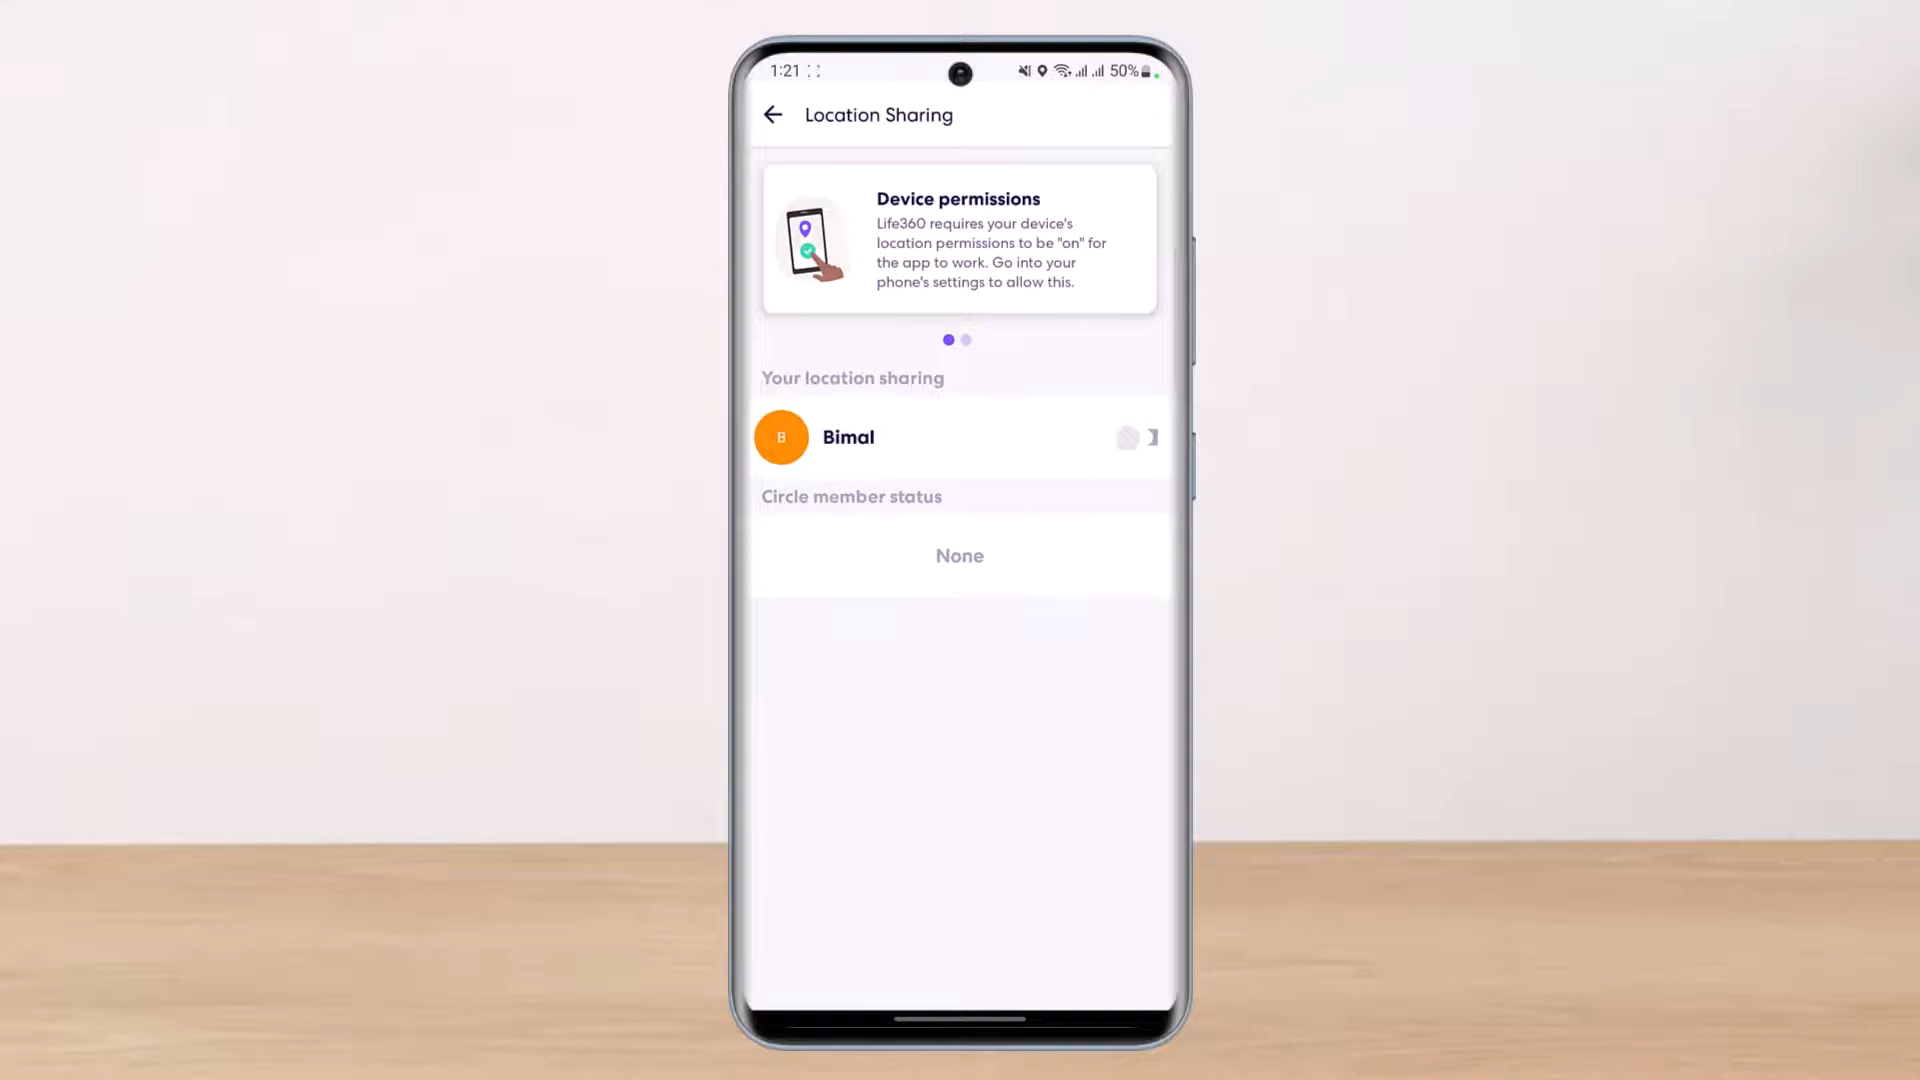 1:21 50%
Location Sharing
Device permissions
Life360 requires your device's
location permissions to be "on" for
the app to work. Go into your
phone's settings to allow this.
Your location sharing
B Bimal
Circle member status
None